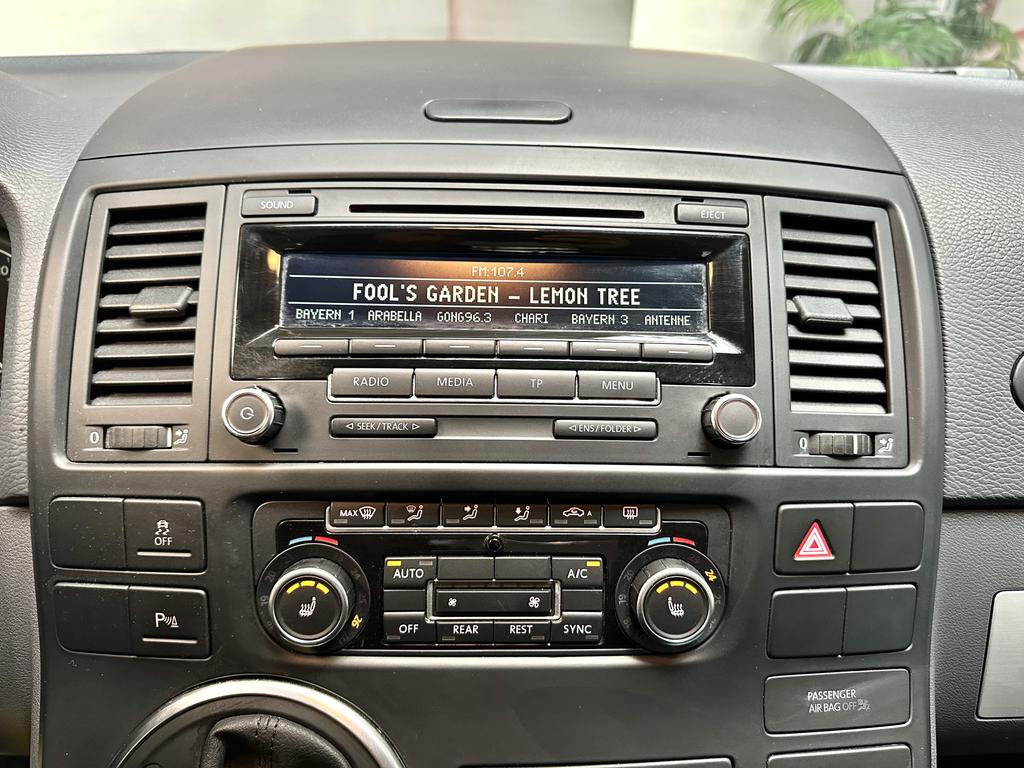 SOUND
EJECT
FM:107.4
FOOL'S GARDEN – LEMON TREE
BAYERN 1 ARABELLA GONG96.3 CHARI BAYERN 3 ANTENNE
RADIO MEDIA TP MENU
SEEK/TRACK
ENS/FOLDER
0
0
MAX
A
OFF
AUTO
A/C
24
26
OFF REAR REST SYNC
P
PASSENGER
AIR BAG OFF